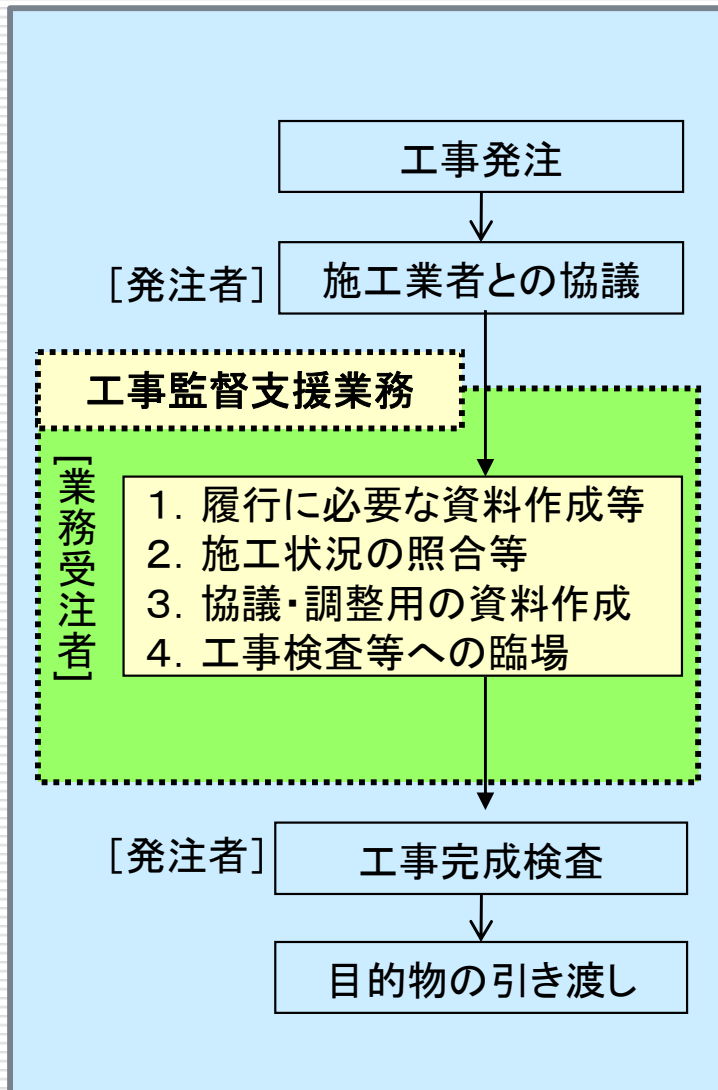 工事発注
[発注者]
施工業者との協議
工事監督支援業務
[業務受注者]
１．履行に必要な資料作成等
２．施工状況の照合等
３．協議・調整用の資料作成
４．工事検査等への臨場
[発注者]
工事完成検査
目的物の引き渡し